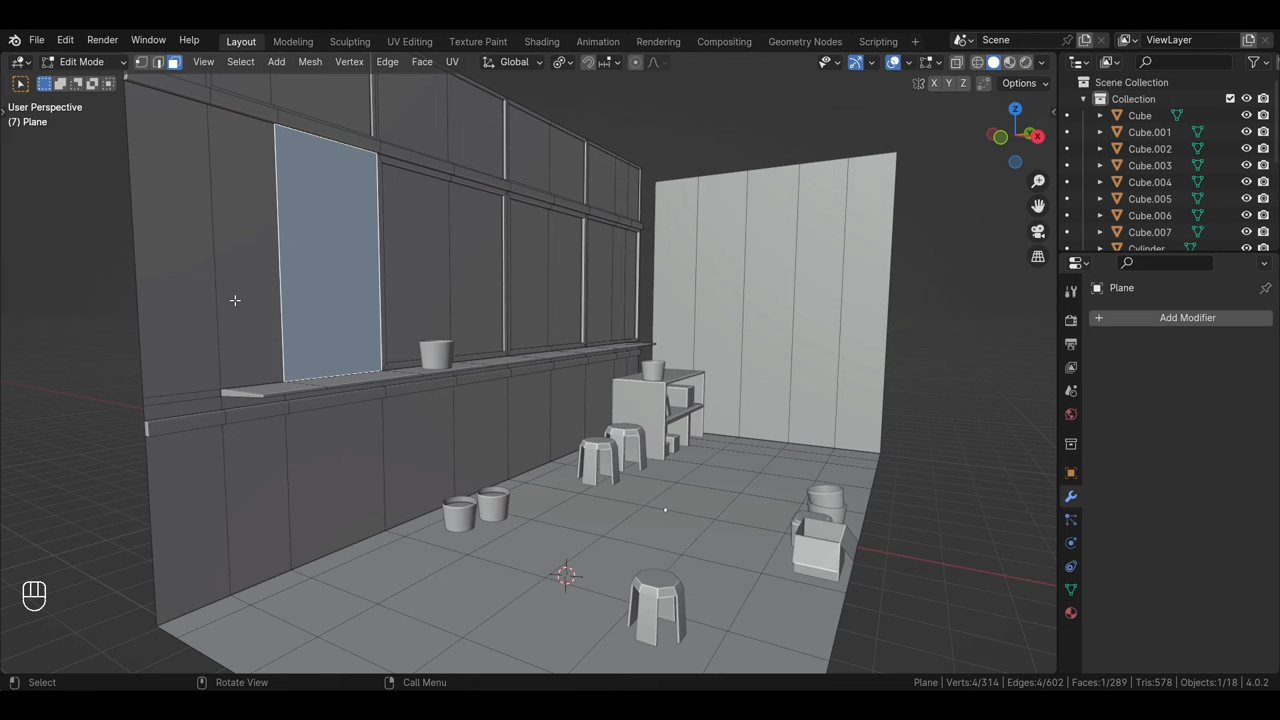 File Edit Render Window Help Layout Modeling Sculpting UV Editing Texture Paint Shading Animation Rendering Compositing Geometry Nodes Scripting + Scene ViewLayer
Edit Mode View Select Add Mesh Vertex Edge Face UV Global
X Y Z Options
User Perspective
(7) Plane
Z
Y
X
Scene Collection
Collection
Cube
Cube.001
Cube.002
Cube.003
Cube.004
Cube.005
Cube.006
Cube.007
Cylinder
Plane
+ Add Modifier
Select Rotate View Call Menu Plane | Verts:4/314 | Edges:4/602 | Faces:1/289 | Tris:578 | Objects:1/18 | 4.0.2